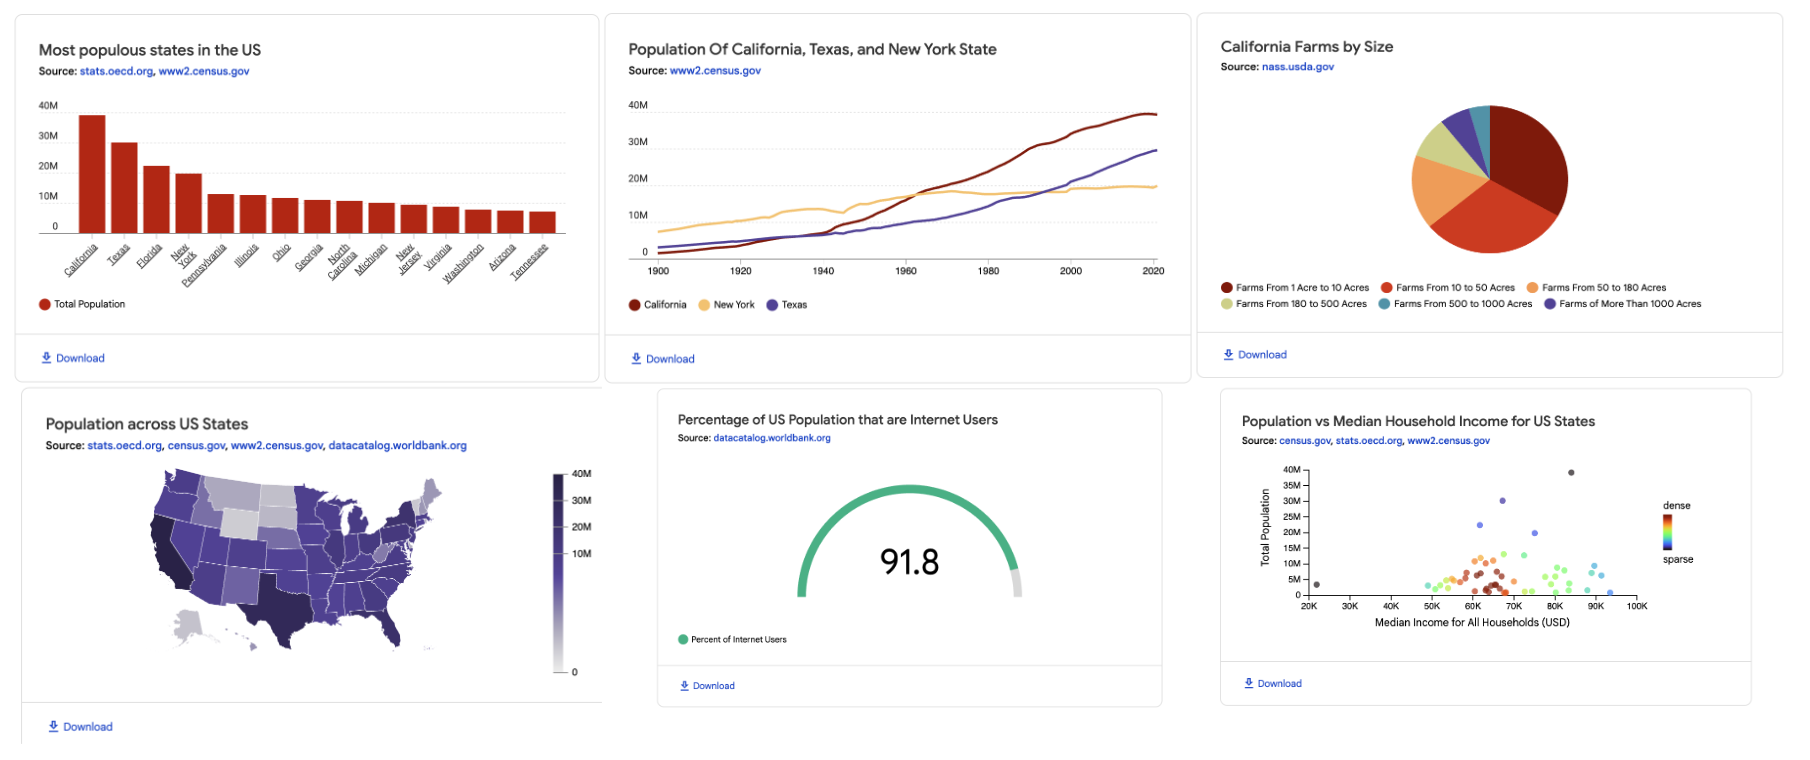 Most populous states in the US
Source: stats.oecd.org, www2.census.gov
40M
30M
20M
10M
0
California
Texas
Florida
New York
Pennsylvania
Illinois
Ohio
Georgia
North Carolina
Michigan
New Jersey
Virginia
Washington
Arizona
Tennessee
Total Population
Download
Population Of California, Texas, and New York State
Source: www2.census.gov
40M
30M
20M
10M
0
1900 1920 1940 1960 1980 2000 2020
California New York Texas
Download
California Farms by Size
Source: nass.usda.gov
Farms From 1 Acre to 10 Acres Farms From 10 to 50 Acres Farms From 50 to 180 Acres
Farms From 180 to 500 Acres Farms From 500 to 1000 Acres Farms of More Than 1000 Acres
Download
Population across US States
Source: stats.oecd.org, census.gov, www2.census.gov, datacatalog.worldbank.org
40M
30M
20M
10M
0
Download
Percentage of US Population that are Internet Users
Source: datacatalog.worldbank.org
91.8
Percent of Internet Users
Download
Population vs Median Household Income for US States
Source: census.gov, stats.oecd.org, www2.census.gov
Total Population
40M
35M
30M
25M
20M
15M
10M
5M
0
20K 30K 40K 50K 60K 70K 80K 90K 100K
Median Income for All Households (USD)
dense
sparse
Download